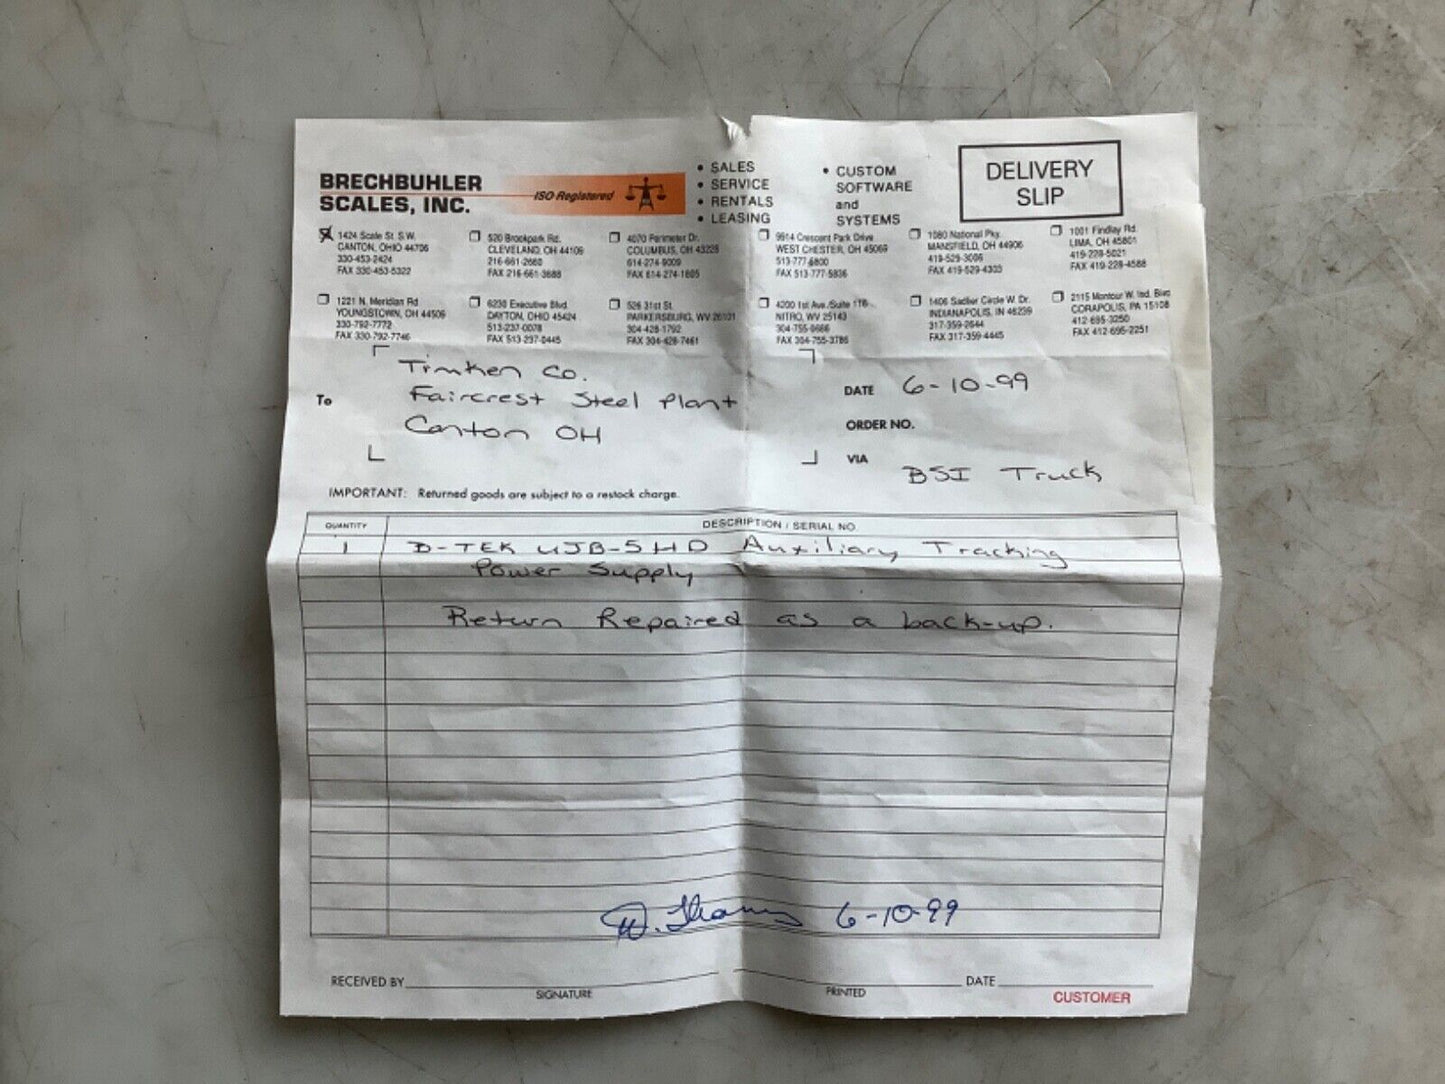 BRECHBUHLER
SCALES, INC.
ISO Registered
• SALES
• SERVICE
• RENTALS
• LEASING
• CUSTOM
SOFTWARE
and
SYSTEMS
DELIVERY
SLIP
1424 Scale St. S.W.
CANTON, OHIO 44706
330-453-2424
FAX 330-453-5322
520 Brookpark Rd.
CLEVELAND, OH 44109
216-661-2660
FAX 216-661-3688
4070 Perimeter Dr.
COLUMBUS, OH 43228
614-274-9009
FAX 614-274-1605
9914 Crescent Park Drive
WEST CHESTER, OH 45069
513-777-6800
FAX 513-777-5836
1080 National Pky.
MANSFIELD, OH 44906
419-529-3006
FAX 419-529-4303
1001 Findlay Rd.
LIMA, OH 45801
419-228-5021
FAX 419-228-4588
1221 N. Meridian Rd
YOUNGSTOWN, OH 44509
330-792-7772
FAX 330-792-7746
6230 Executive Blvd.
DAYTON, OHIO 45424
513-237-0078
FAX 513-237-0445
526 31st St.
PARKERSBURG, WV 26101
304-428-1792
FAX 304-428-7461
4200 1st Ave./Suite 116
NITRO, WV 25143
304-755-0666
FAX 304-755-3786
1406 Sadlier Circle W. Dr.
INDIANAPOLIS, IN 46239
317-359-2644
FAX 317-359-4445
2115 Montour W. Ind. Blvd
CORAPOLIS, PA 15108
412-695-3250
FAX 412-695-2251
To
Timken Co.
Faircrest Steel Plant
Canton OH
DATE 6-10-99
ORDER NO.
VIA BSI Truck
IMPORTANT: Returned goods are subject to a restock charge.
QUANTITY DESCRIPTION / SERIAL NO.
1 B-TEK UJB-5HD Auxiliary Tracking
Power Supply
Return Repaired as a back-up.
6-10-99
RECEIVED BY
SIGNATURE
PRINTED
DATE
CUSTOMER